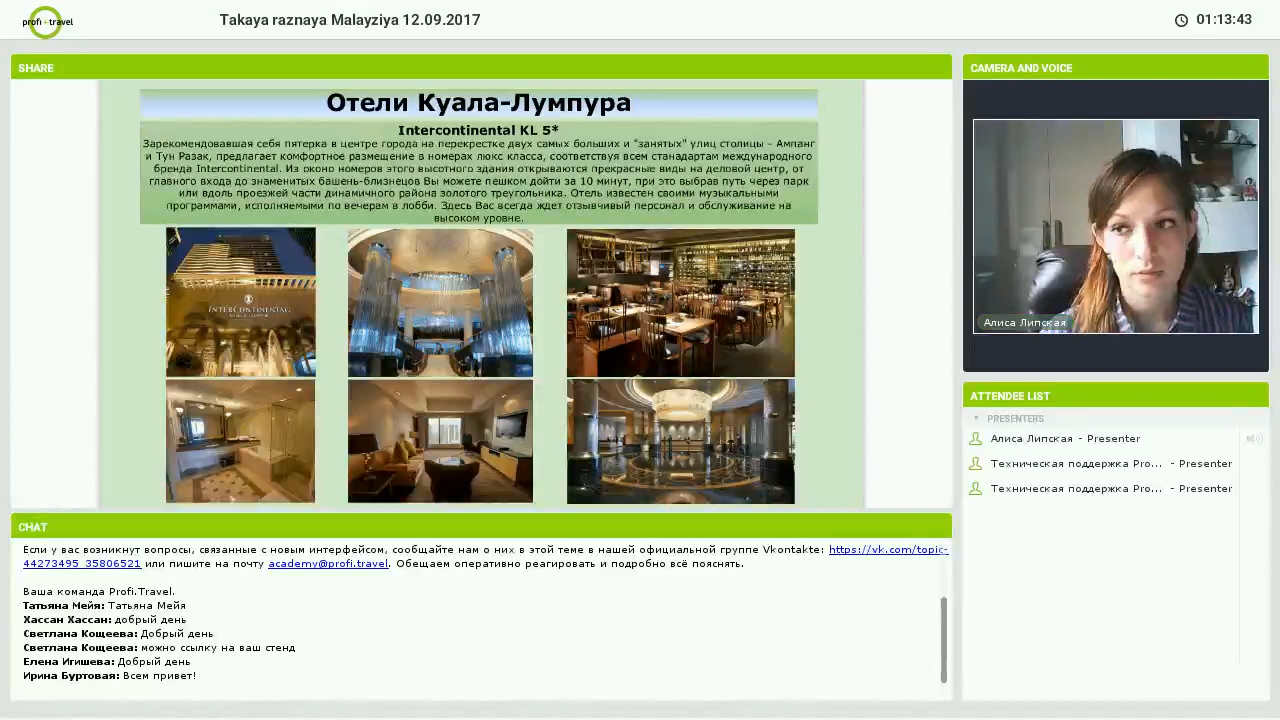 profi travel
Takaya raznaya Malayziya 12.09.2017
01:13:43
SHARE
Отели Куала-Лумпура
Intercontinental KL 5*
Зарекомендовавшая себя пятерка в центре города на перекрестке двух самых больших и "занятых" улиц столицы - Ампанг
и Тун Разак, предлагает комфортное размещение в номерах люкс класса, соответствуя всем станадартам международного
бренда Intercontinental. Из оконо номеров этого высотного здания открываются прекрасные виды на деловой центр, от
главного входа до знаменитых башень-близнецов Вы можете пешком дойти за 10 минут, при это выбрав путь через парк
или вдоль проезжей части динамичного района золотого треугольника. Отель известен своими музыкальными
программами, исполняемыми по вечерам в лобби. Здесь Вас всегда ждет отзывчивый персонал и обслуживание на
высоком уровне.
INTERCONTINENTAL
CAMERA AND VOICE
Алиса Липская
ATTENDEE LIST
PRESENTERS
Алиса Липская - Presenter
Техническая поддержка Pro... - Presenter
Техническая поддержка Pro... - Presenter
CHAT
Если у вас возникнут вопросы, связанные с новым интерфейсом, сообщайте нам о них в этой теме в нашей официальной группе Vkontakte: https://vk.com/topic-
44273495_35806521 или пишите на почту academy@profi.travel. Обещаем оперативно реагировать и подробно всё пояснять.
Ваша команда Profi.Travel.
Татьяна Мейя: Татьяна Мейя
Хассан Хассан: добрый день
Светлана Кощеева: Добрый день
Светлана Кощеева: можно ссылку на ваш стенд
Елена Игишева: Добрый день
Ирина Буртовая: Всем привет!